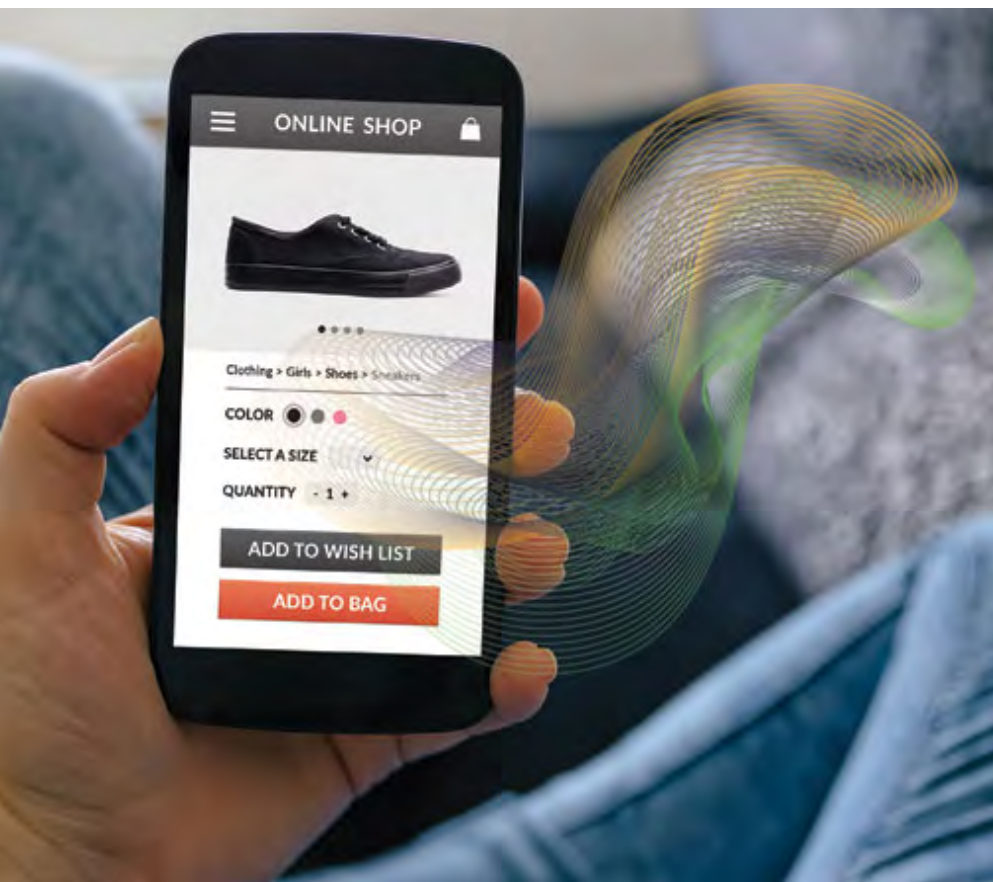 ONLINE SHOP
Clothing > Girls > Shoes > Sneakers
COLOR
SELECT A SIZE
QUANTITY - 1 +
ADD TO WISH LIST
ADD TO BAG